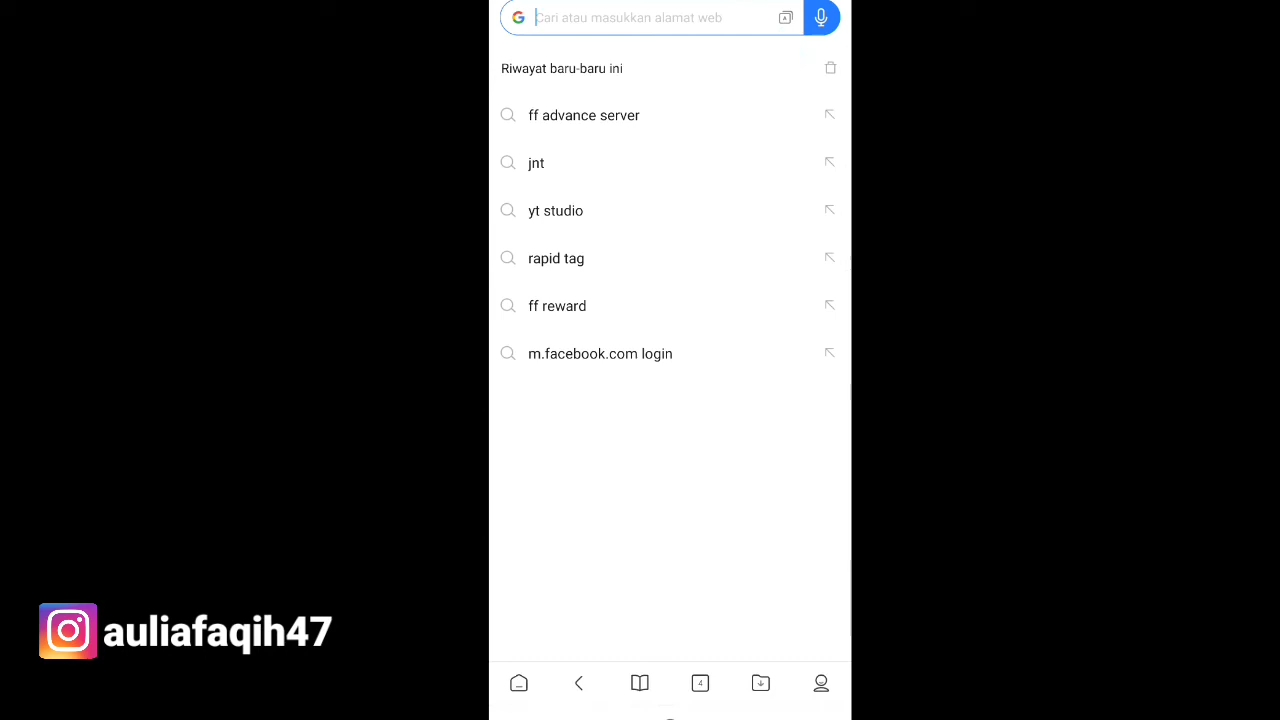 Cari atau masukkan alamat web
Riwayat baru-baru ini
ff advance server
jnt
yt studio
rapid tag
ff reward
m.facebook.com login
4
auliafaqih47